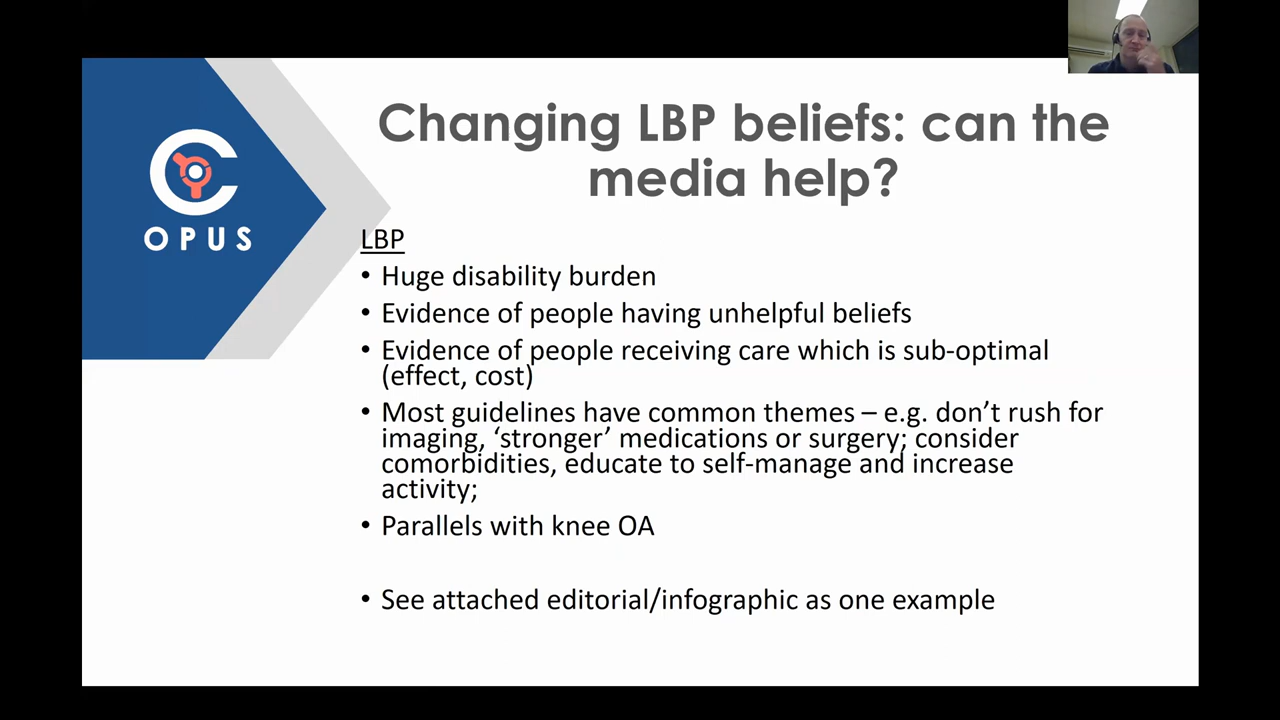 Changing LBP beliefs: can the
media help?
OPUS
LBP
• Huge disability burden
• Evidence of people having unhelpful beliefs
• Evidence of people receiving care which is sub-optimal
(effect, cost)
• Most guidelines have common themes – e.g. don’t rush for
imaging, ‘stronger’ medications or surgery; consider
comorbidities, educate to self-manage and increase
activity;
• Parallels with knee OA
• See attached editorial/infographic as one example